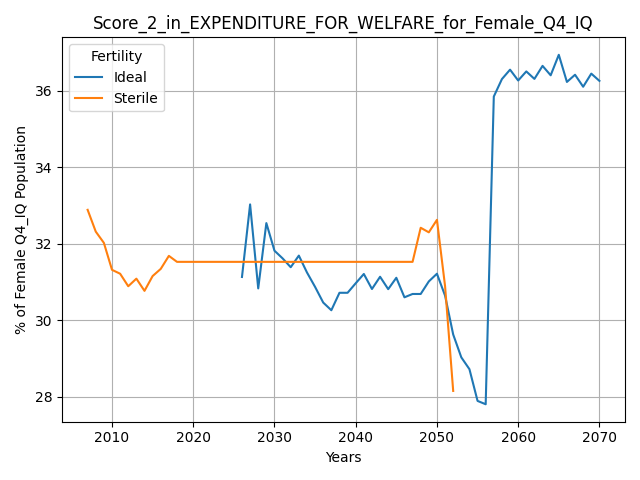 Score_2_in_EXPENDITURE_FOR_WELFARE_for_Female_Q4_IQ
Fertility
Ideal
Sterile
% of Female Q4_IQ Population
36
34
32
30
28
2010 2020 2030 2040 2050 2060 2070
Years